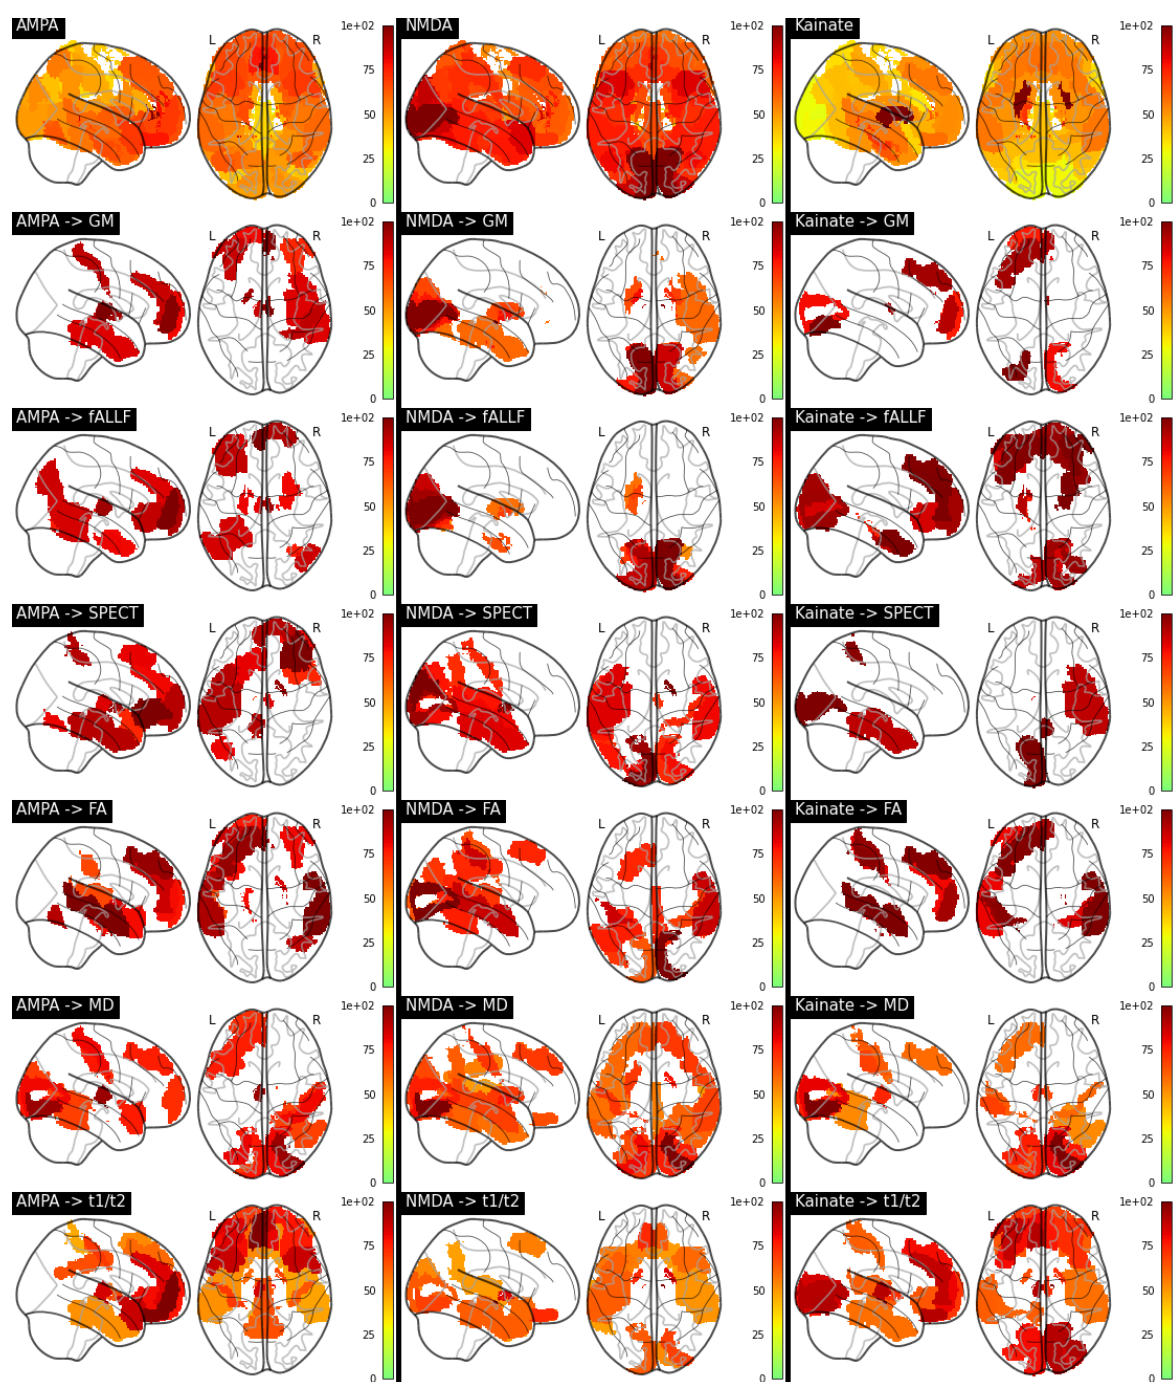 AMPA NMDA Kainate
L R 1e+02 L R 1e+02 L R 1e+02
75 75 75
50 50 50
25 25 25
0 0 0
AMPA -> GM NMDA -> GM Kainate -> GM
L R 1e+02 L R 1e+02 L R 1e+02
75 75 75
50 50 50
25 25 25
0 0 0
AMPA -> fALLF NMDA -> fALLF Kainate -> fALLF
L R 1e+02 L R 1e+02 L R 1e+02
75 75 75
50 50 50
25 25 25
0 0 0
AMPA -> SPECT NMDA -> SPECT Kainate -> SPECT
L R 1e+02 L R 1e+02 L R 1e+02
75 75 75
50 50 50
25 25 25
0 0 0
AMPA -> FA NMDA -> FA Kainate -> FA
L R 1e+02 L R 1e+02 L R 1e+02
75 75 75
50 50 50
25 25 25
0 0 0
AMPA -> MD NMDA -> MD Kainate -> MD
L R 1e+02 L R 1e+02 L R 1e+02
75 75 75
50 50 50
25 25 25
0 0 0
AMPA -> t1/t2 NMDA -> t1/t2 Kainate -> t1/t2
L R 1e+02 L R 1e+02 L R 1e+02
75 75 75
50 50 50
25 25 25
0 0 0